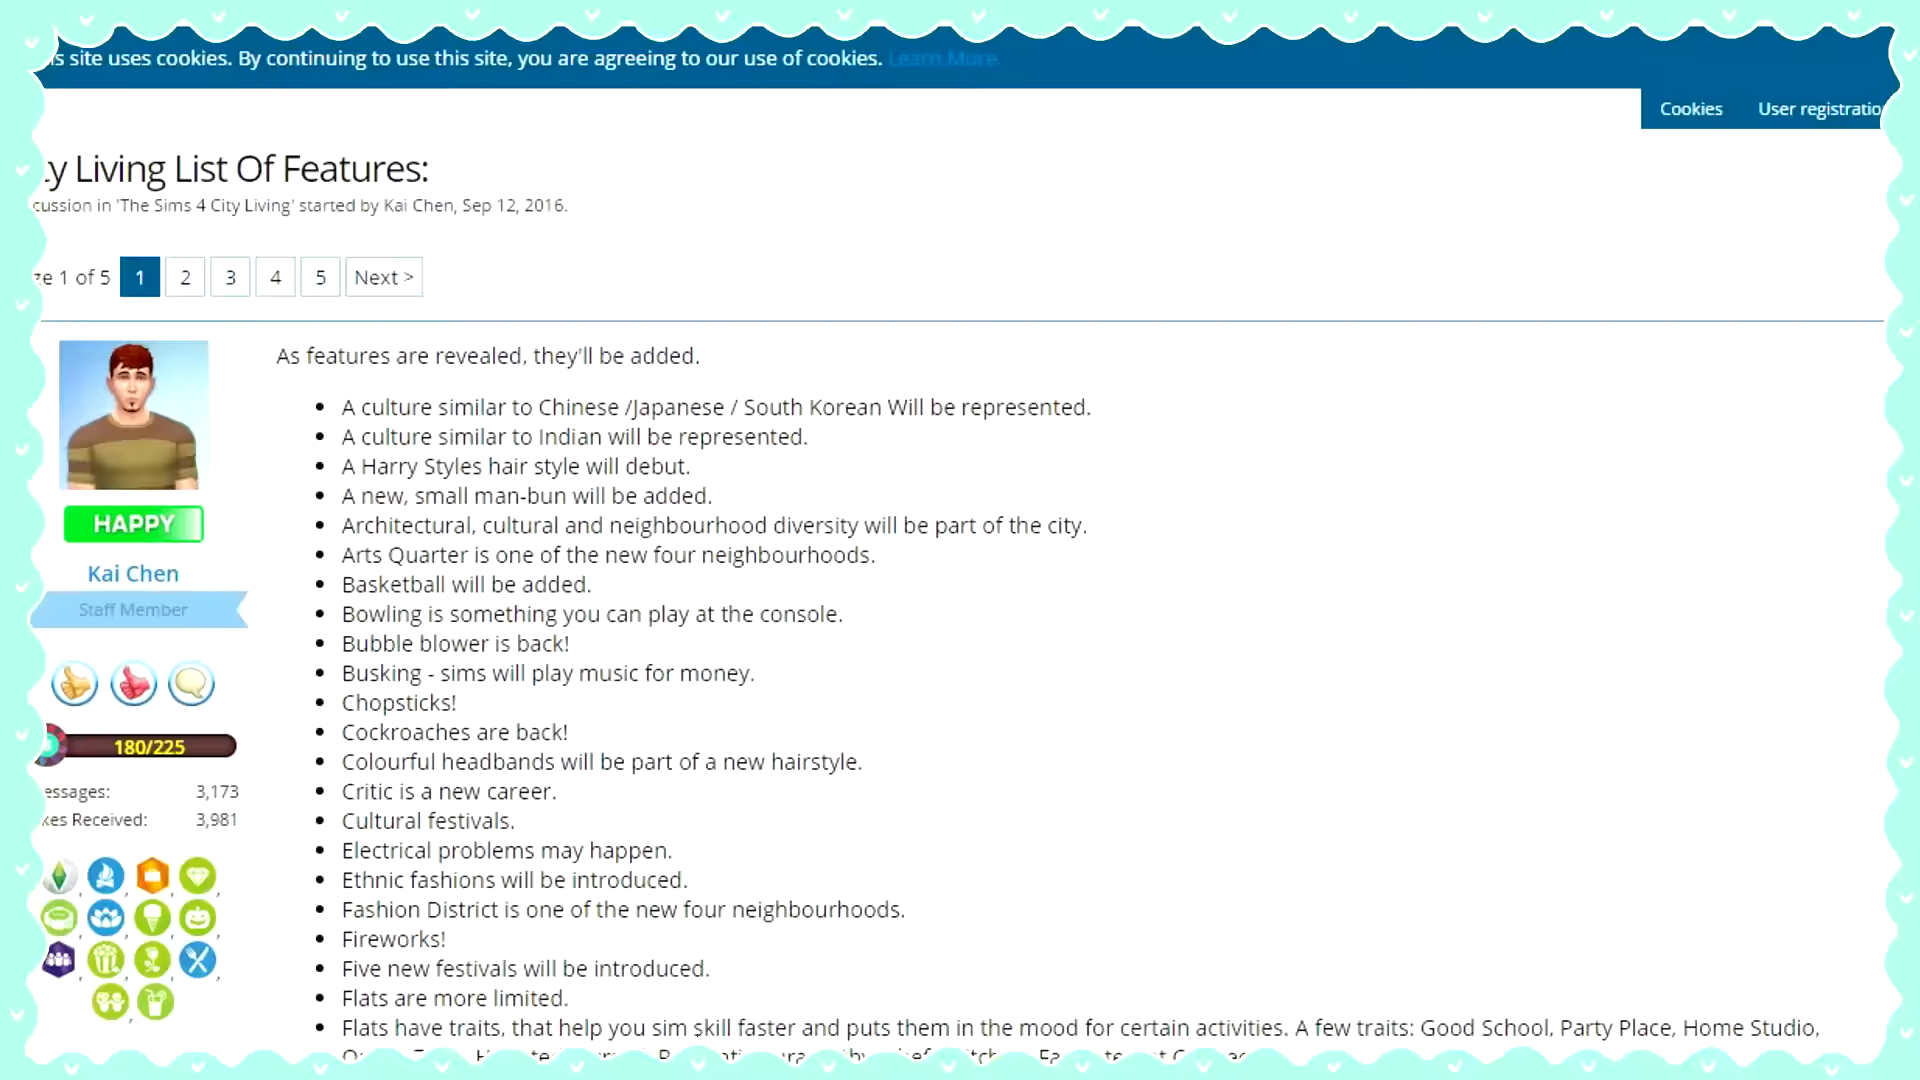 s site uses cookies. By continuing to use this site, you are agreeing to our use of cookies. Learn More.
Cookies User registratio
ty Living List Of Features:
cussion in 'The Sims 4 City Living' started by Kai Chen, Sep 12, 2016.
ge 1 of 5 1 2 3 4 5 Next >
HAPPY
Kai Chen
Staff Member
180/225
essages: 3,173
kes Received: 3,981
As features are revealed, they'll be added.
• A culture similar to Chinese /Japanese / South Korean Will be represented.
• A culture similar to Indian will be represented.
• A Harry Styles hair style will debut.
• A new, small man-bun will be added.
• Architectural, cultural and neighbourhood diversity will be part of the city.
• Arts Quarter is one of the new four neighbourhoods.
• Basketball will be added.
• Bowling is something you can play at the console.
• Bubble blower is back!
• Busking - sims will play music for money.
• Chopsticks!
• Cockroaches are back!
• Colourful headbands will be part of a new hairstyle.
• Critic is a new career.
• Cultural festivals.
• Electrical problems may happen.
• Ethnic fashions will be introduced.
• Fashion District is one of the new four neighbourhoods.
• Fireworks!
• Five new festivals will be introduced.
• Flats are more limited.
• Flats have traits, that help you sim skill faster and puts them in the mood for certain activities. A few traits: Good School, Party Place, Home Studio,